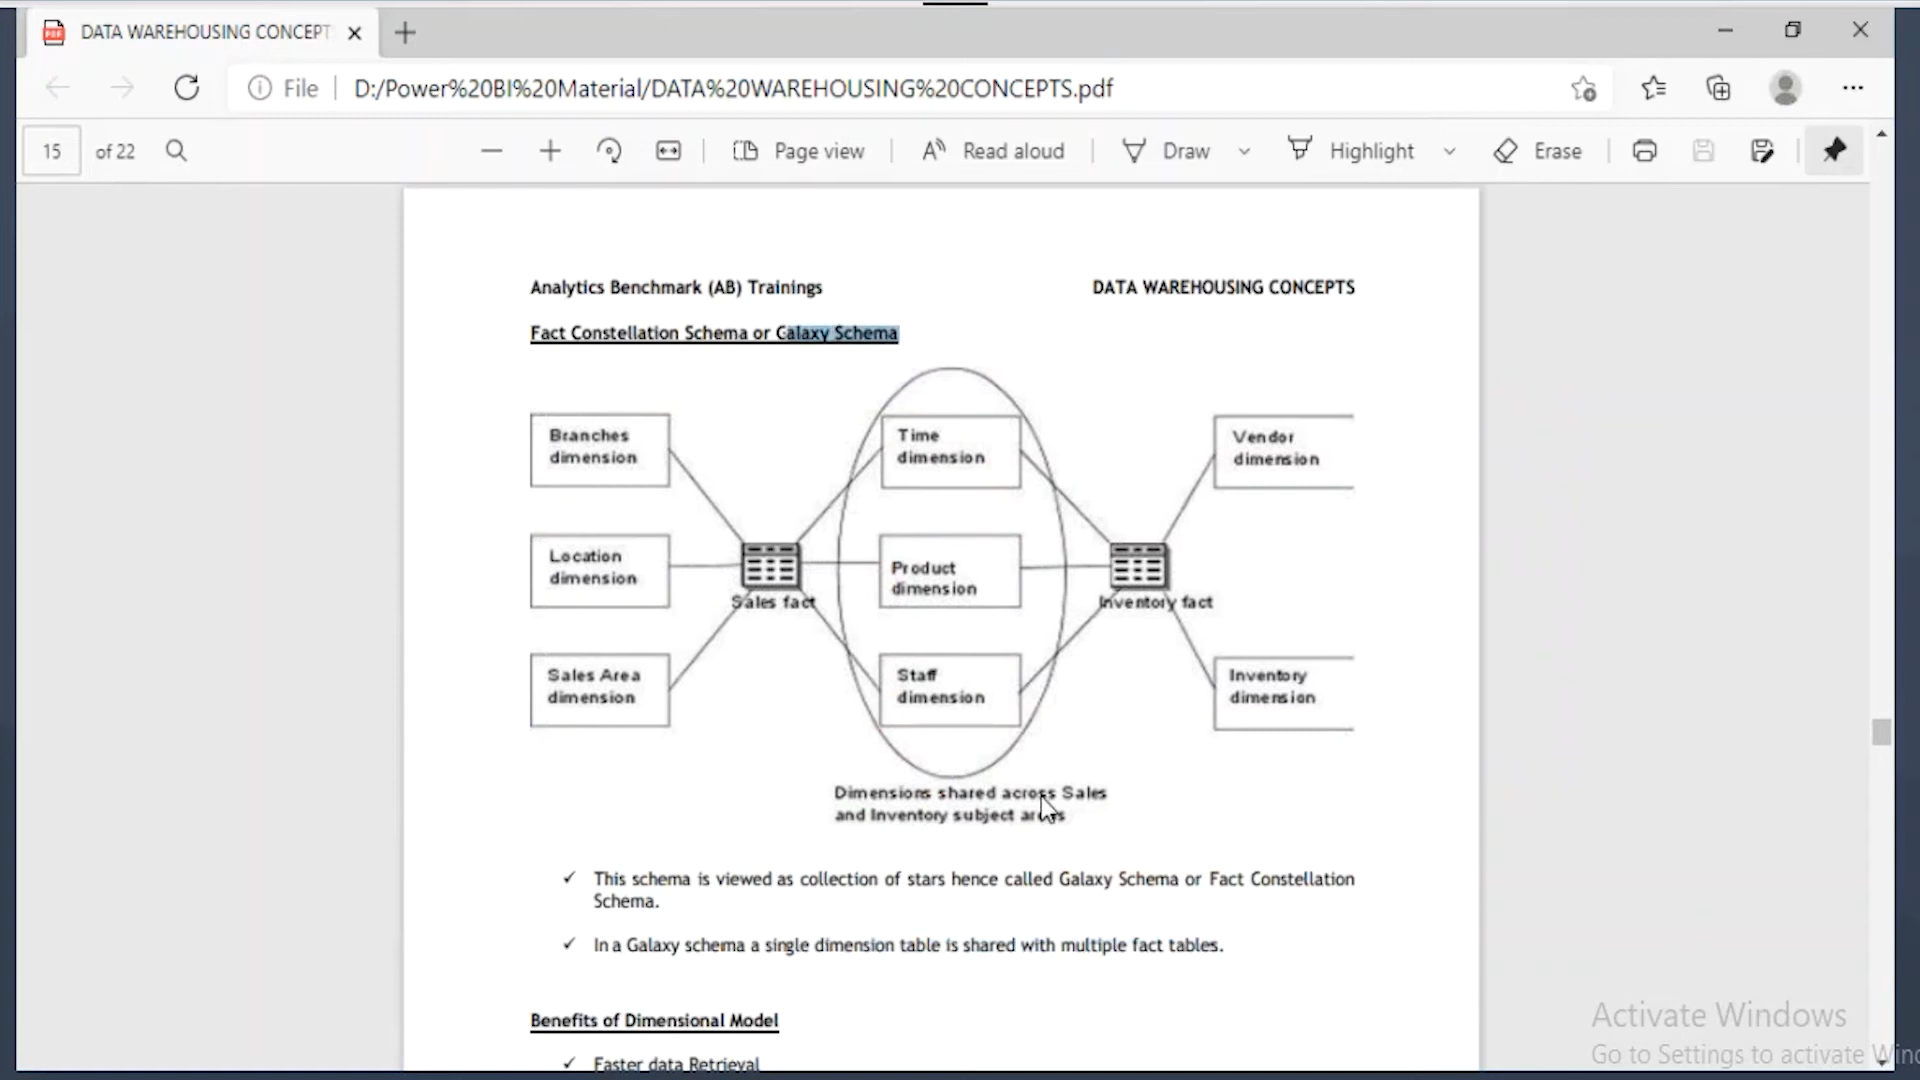 DATA WAREHOUSING CONCEPT
File
D:/Power%20BI%20Material/DATA%20WAREHOUSING%20CONCEPTS.pdf
15 of 22
Page view
Read aloud
Draw
Highlight
Erase
Analytics Benchmark (AB) Trainings
DATA WAREHOUSING CONCEPTS
Fact Constellation Schema or Galaxy Schema
Branches
dimension
Time
dimension
Vendor
dimension
Location
dimension
Product
dimension
Sales fact
Inventory fact
Sales Area
dimension
Staff
dimension
Inventory
dimension
Dimensions shared across Sales
and Inventory subject areas
✓ This schema is viewed as collection of stars hence called Galaxy Schema or Fact Constellation
Schema.
✓ In a Galaxy schema a single dimension table is shared with multiple fact tables.
Benefits of Dimensional Model
✓ Faster data Retrieval
Activate Windows
Go to Settings to activate Wind